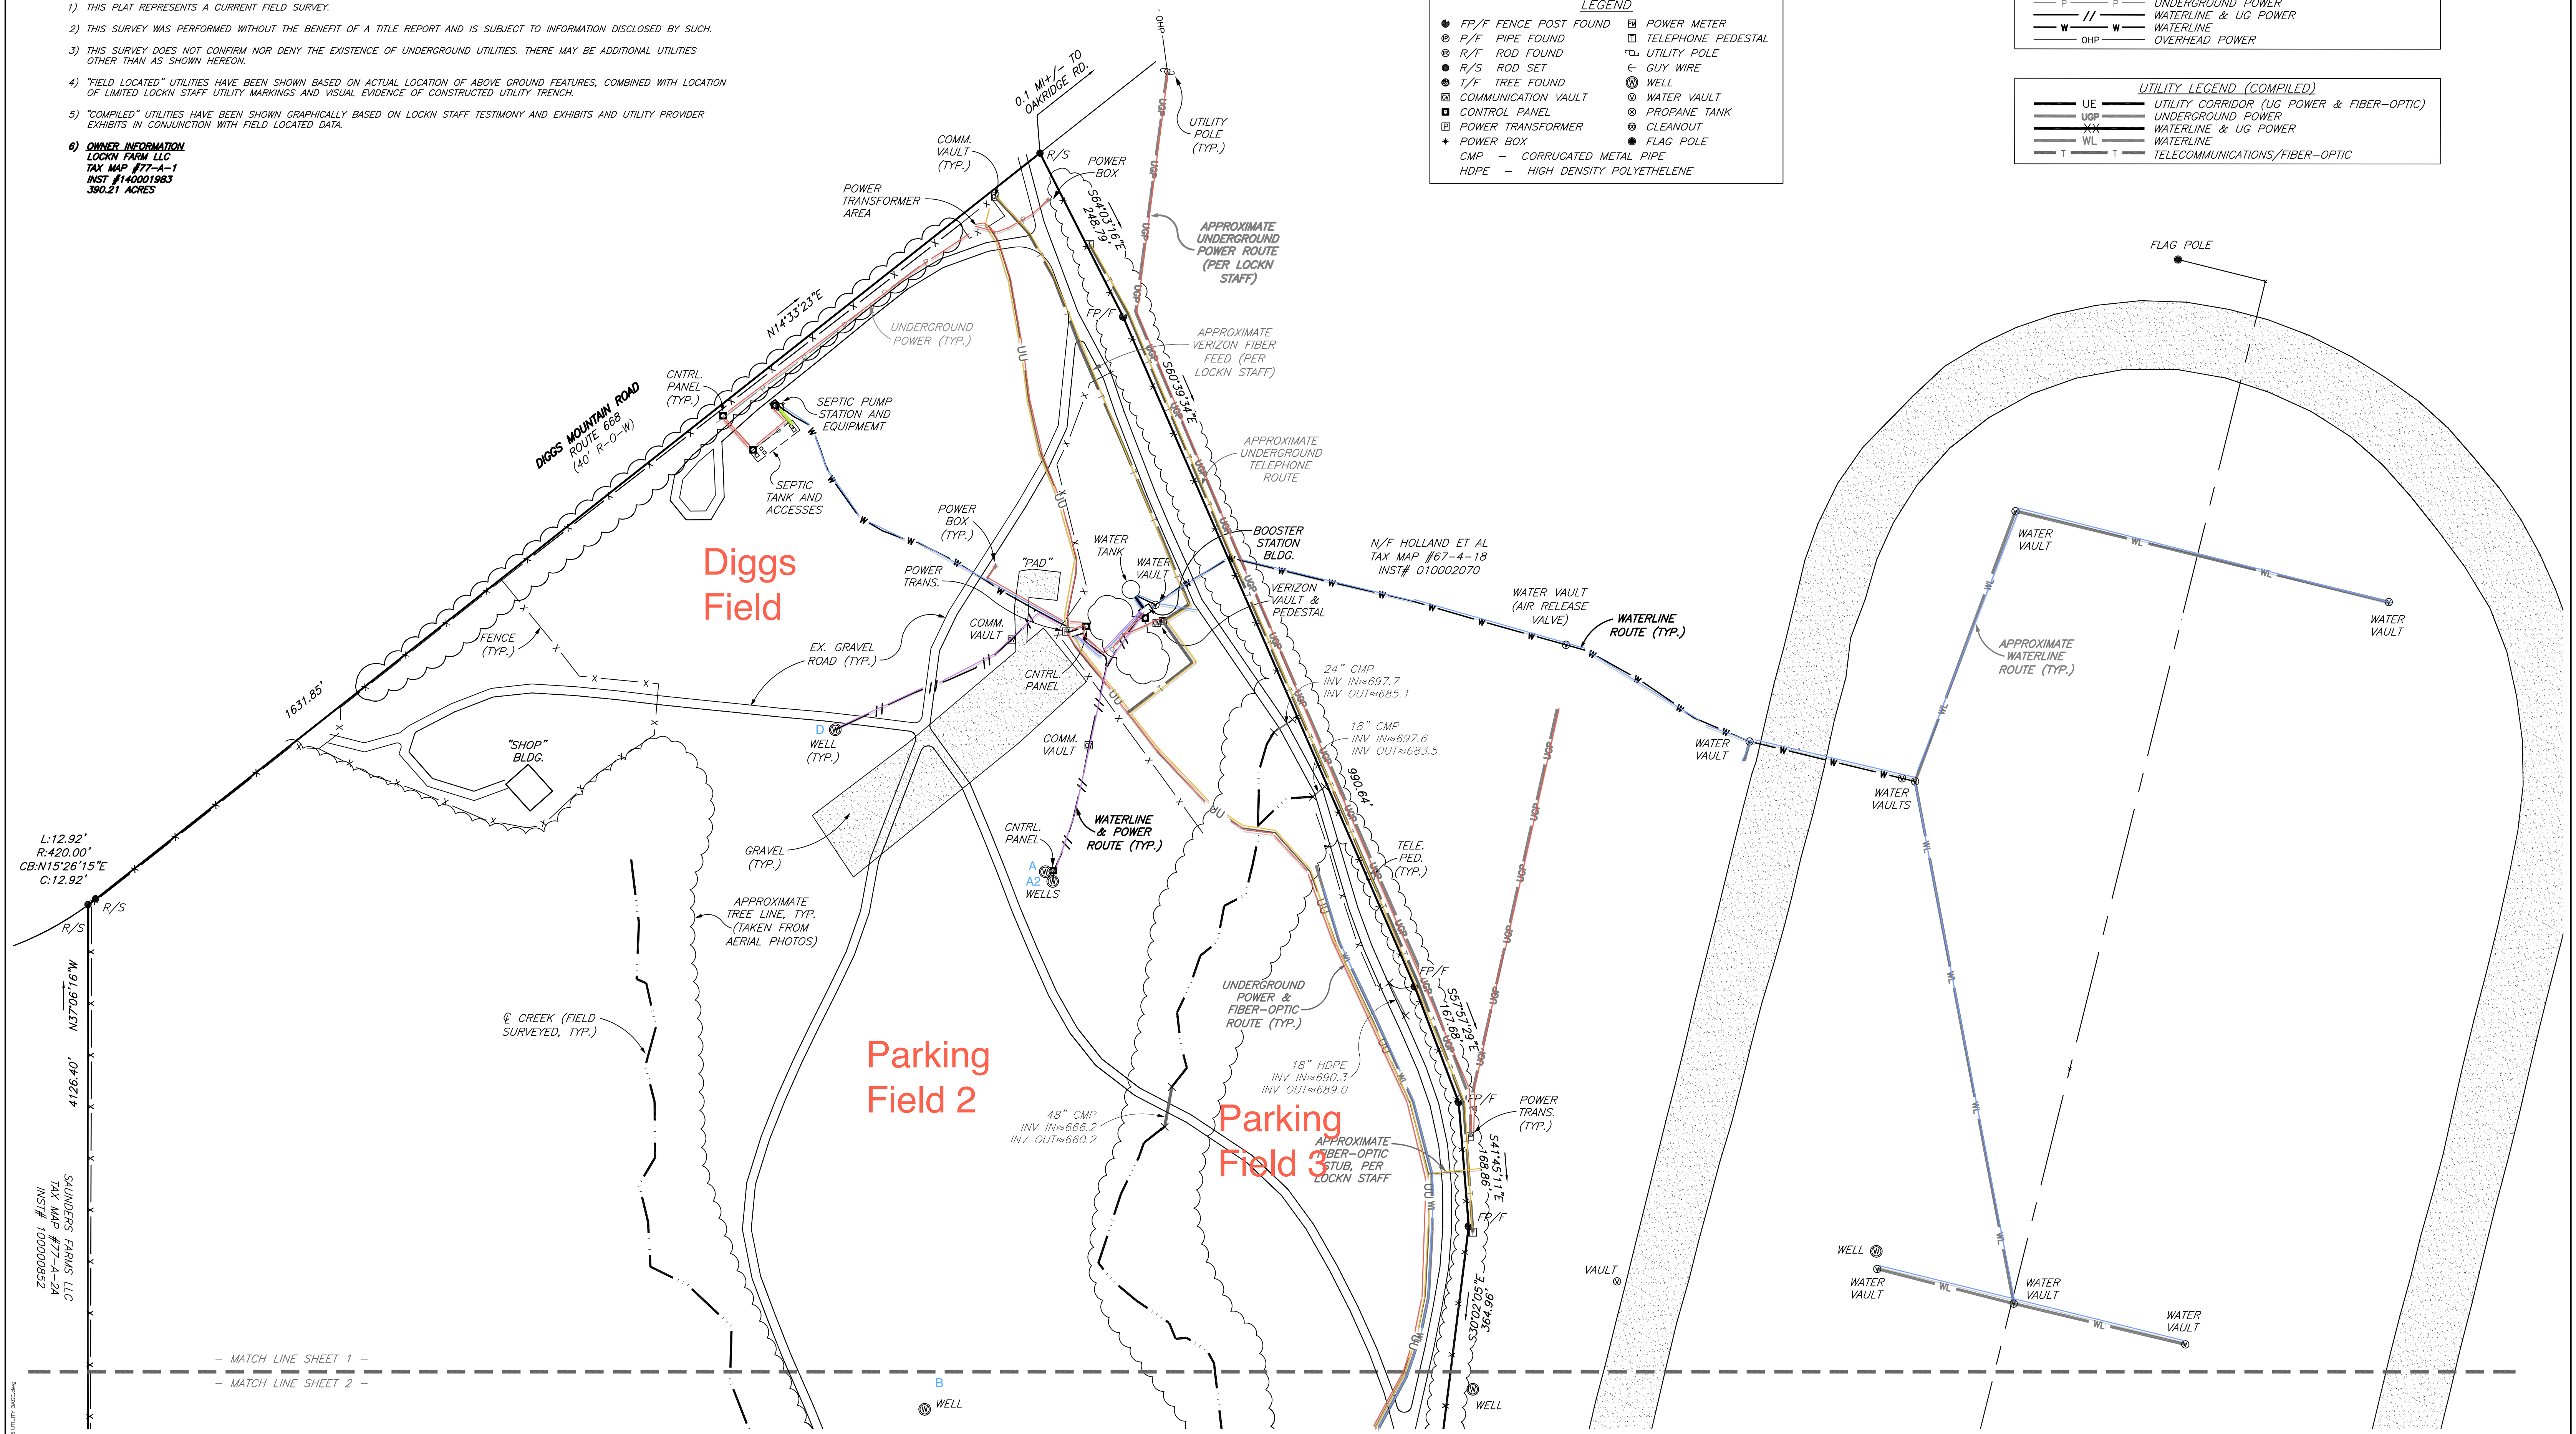 1) THIS PLAT REPRESENTS A CURRENT FIELD SURVEY.
2) THIS SURVEY WAS PERFORMED WITHOUT THE BENEFIT OF A TITLE REPORT AND IS SUBJECT TO INFORMATION DISCLOSED BY SUCH.
3) THIS SURVEY DOES NOT CONFIRM NOR DENY THE EXISTENCE OF UNDERGROUND UTILITIES. THERE MAY BE ADDITIONAL UTILITIES
OTHER THAN AS SHOWN HEREON.
4) "FIELD LOCATED" UTILITIES HAVE BEEN SHOWN BASED ON ACTUAL LOCATION OF ABOVE GROUND FEATURES, COMBINED WITH LOCATION
OF LIMITED LOCKN STAFF UTILITY MARKINGS AND VISUAL EVIDENCE OF CONSTRUCTED UTILITY TRENCH.
5) "COMPILED" UTILITIES HAVE BEEN SHOWN GRAPHICALLY BASED ON LOCKN STAFF TESTIMONY AND EXHIBITS AND UTILITY PROVIDER
EXHIBITS IN CONJUNCTION WITH FIELD LOCATED DATA.
6) OWNER INFORMATION
LOCKN FARM LLC
TAX MAP #77-A-1
INST #140001983
390.21 ACRES
LEGEND
FP/F FENCE POST FOUND
P/F PIPE FOUND
R/F ROD FOUND
R/S ROD SET
T/F TREE FOUND
COMMUNICATION VAULT
CONTROL PANEL
P POWER TRANSFORMER
POWER BOX
CMP - CORRUGATED METAL PIPE
HDPE - HIGH DENSITY POLYETHELENE
PM POWER METER
T TELEPHONE PEDESTAL
UTILITY POLE
GUY WIRE
W WELL
V WATER VAULT
PROPANE TANK
CLEANOUT
FLAG POLE
P P UNDERGROUND POWER
// WATERLINE & UG POWER
W W WATERLINE
OHP OVERHEAD POWER
UTILITY LEGEND (COMPILED)
UE UTILITY CORRIDOR (UG POWER & FIBER-OPTIC)
UGP UNDERGROUND POWER
XX WATERLINE & UG POWER
WL WATERLINE
T T TELECOMMUNICATIONS/FIBER-OPTIC
OHP
0.1 MI+/- TO
OAKRIDGE RD.
UTILITY
POLE
(TYP.)
COMM.
VAULT
(TYP.)
R/S
POWER
BOX
POWER
TRANSFORMER
AREA
S64°03'16"E
248.79'
APPROXIMATE
UNDERGROUND
POWER ROUTE
(PER LOCKN
STAFF)
FLAG POLE
N14°33'23"E
UNDERGROUND
POWER (TYP.)
FP/F
APPROXIMATE
VERIZON FIBER
FEED (PER
LOCKN STAFF)
S60°39'34"E
CNTRL.
PANEL
(TYP.)
DIGGS MOUNTAIN ROAD
ROUTE 668
(40' R-O-W)
SEPTIC PUMP
STATION AND
EQUIPMEMT
APPROXIMATE
UNDERGROUND
TELEPHONE
ROUTE
SEPTIC
TANK AND
ACCESSES
POWER
BOX
(TYP.)
WATER
TANK
WATER
VAULT
BOOSTER
STATION
BLDG.
N/F HOLLAND ET AL
TAX MAP #67-4-18
INST# 010002070
Diggs
Field
POWER
TRANS.
"PAD"
VERIZON
VAULT &
PEDESTAL
WATER VAULT
(AIR RELEASE
VALVE)
WATERLINE
ROUTE (TYP.)
WATER
VAULT
WATER
VAULT
APPROXIMATE
WATERLINE
ROUTE (TYP.)
FENCE
(TYP.)
COMM.
VAULT
EX. GRAVEL
ROAD (TYP.)
CNTRL.
PANEL
24" CMP
INV IN≈697.7
INV OUT≈685.1
18" CMP
INV IN≈697.6
INV OUT≈683.5
1631.85'
"SHOP"
BLDG.
D
WELL
(TYP.)
COMM.
VAULT
WATER
VAULT
WATER
VAULTS
990.64'
L:12.92'
R:420.00'
CB:N15°26'15"E
C:12.92'
GRAVEL
(TYP.)
CNTRL.
PANEL
WATERLINE
& POWER
ROUTE (TYP.)
A
A2
WELLS
TELE.
PED.
(TYP.)
R/S
R/S
APPROXIMATE
TREE LINE, TYP.
(TAKEN FROM
AERIAL PHOTOS)
N37°06'16"W
4126.40'
₵ CREEK (FIELD
SURVEYED, TYP.)
UNDERGROUND
POWER &
FIBER-OPTIC
ROUTE (TYP.)
FP/F
S57°57'29"E
167.68'
Parking
Field 2
18" HDPE
INV IN≈690.3
INV OUT≈689.0
48" CMP
INV IN≈666.2
INV OUT≈660.2
Parking
Field 3
APPROXIMATE
FIBER-OPTIC
STUB, PER
LOCKN STAFF
FP/F
POWER
TRANS.
(TYP.)
S41°45'11"E
168.86'
FP/F
SAUNDERS FARMS LLC
TAX MAP #77-A-2A
INST# 100000852
S30°02'05"E
364.96'
VAULT
WELL
WATER
VAULT
WATER
VAULT
WATER
VAULT
- MATCH LINE SHEET 1 -
- MATCH LINE SHEET 2 -
B
WELL
WELL
UTILITY BASE.dwg